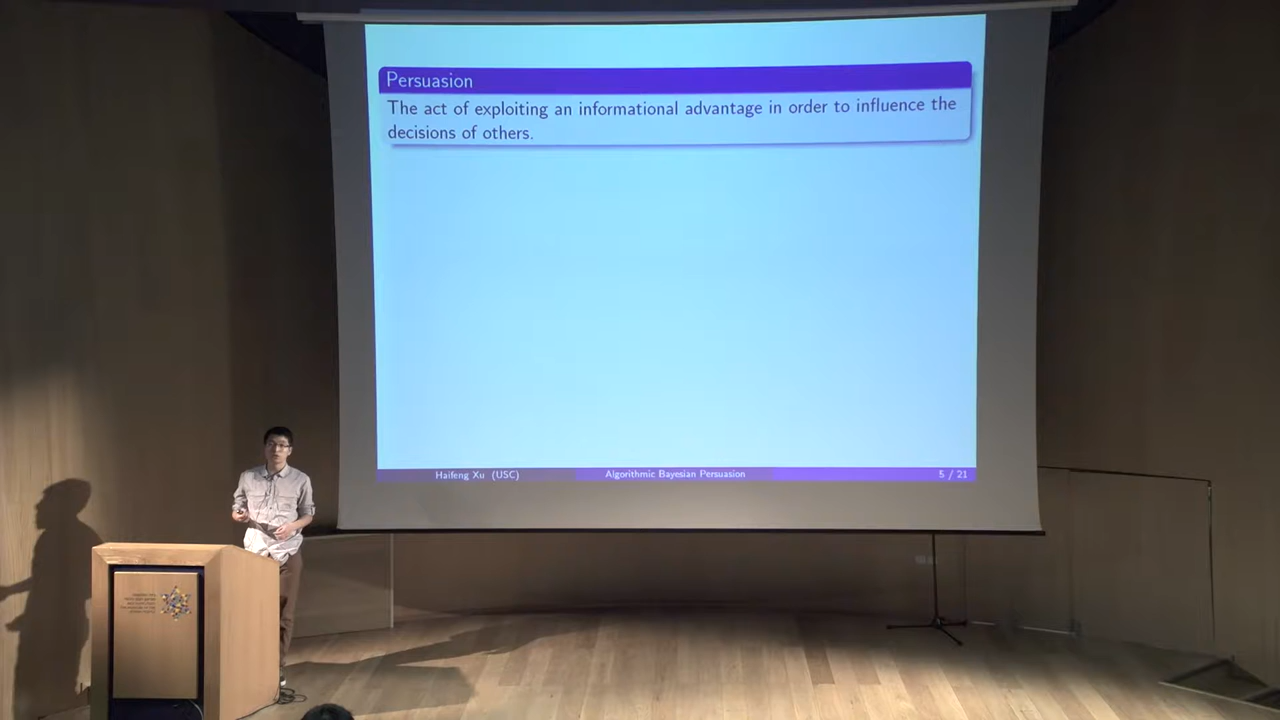 Persuasion
The act of exploiting an informational advantage in order to influence the
decisions of others.
Haifeng Xu (USC)
Algorithmic Bayesian Persuasion
5 / 21